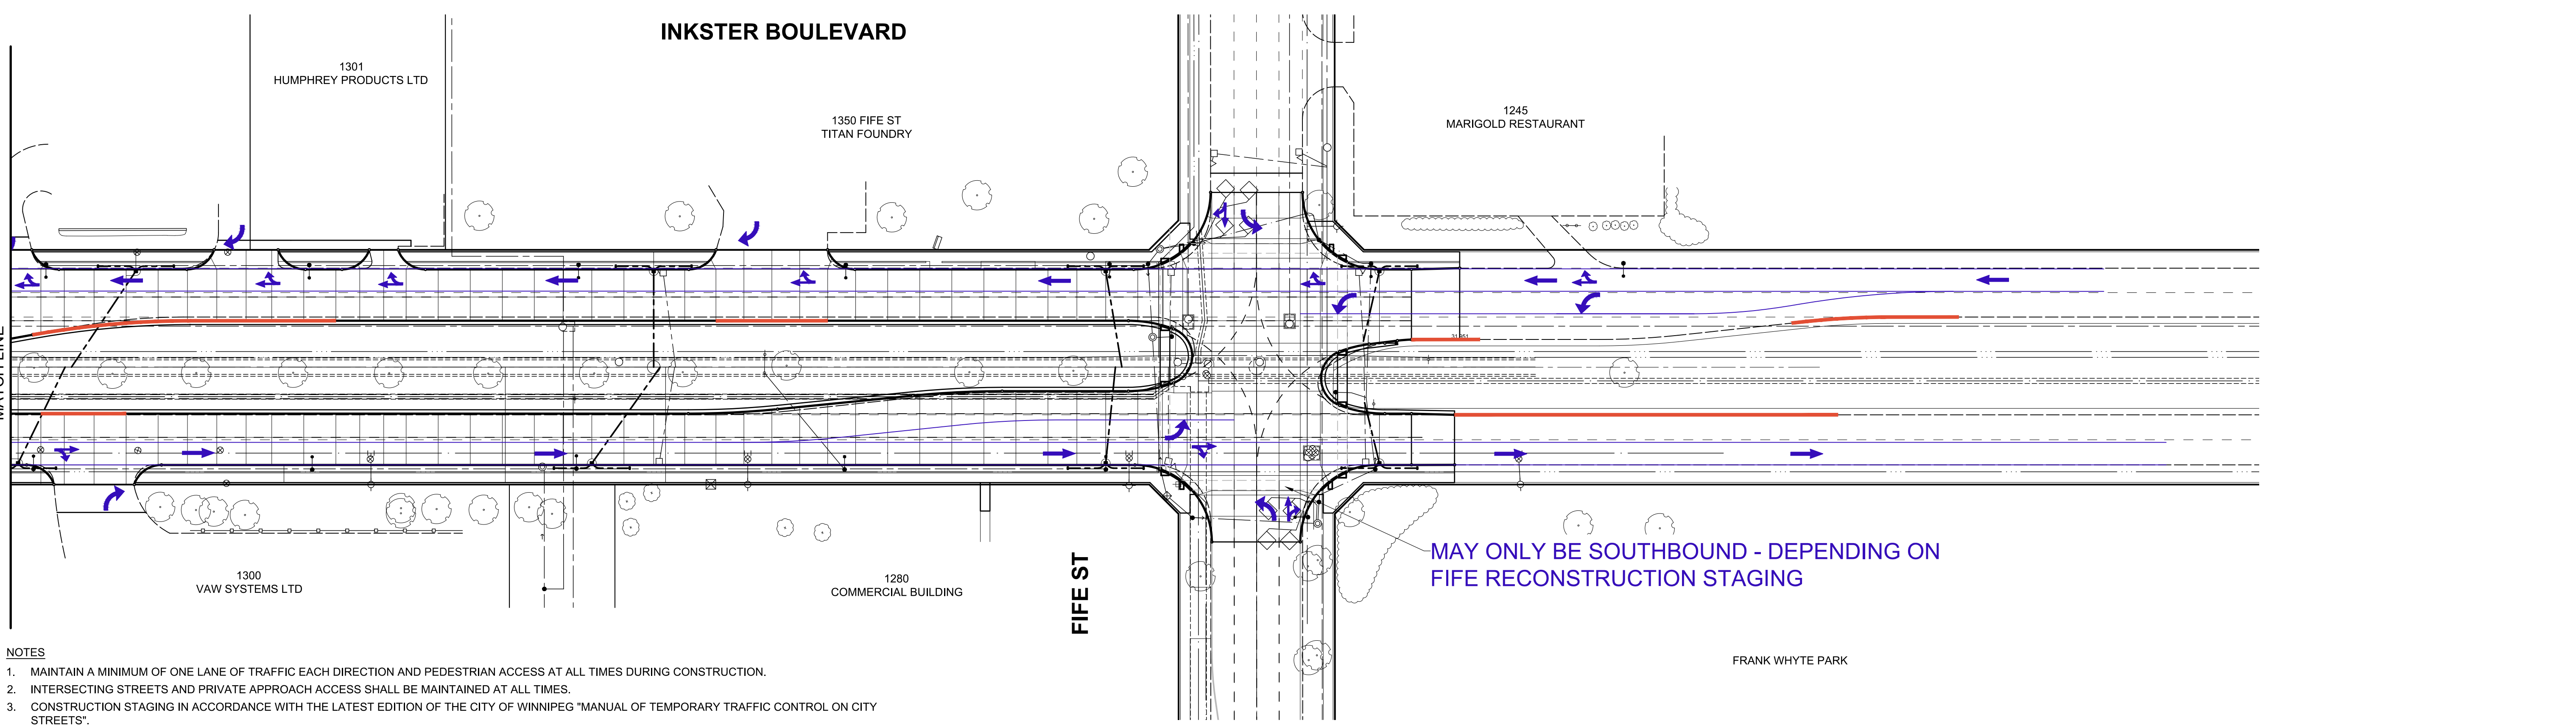 INKSTER BOULEVARD
1301
HUMPHREY PRODUCTS LTD
1350 FIFE ST
TITAN FOUNDRY
1245
MARIGOLD RESTAURANT
MAY ONLY BE SOUTHBOUND - DEPENDING ON
FIFE RECONSTRUCTION STAGING
FIFE ST
1300
VAW SYSTEMS LTD
1280
COMMERCIAL BUILDING
FRANK WHYTE PARK
NOTES
1. MAINTAIN A MINIMUM OF ONE LANE OF TRAFFIC EACH DIRECTION AND PEDESTRIAN ACCESS AT ALL TIMES DURING CONSTRUCTION.
2. INTERSECTING STREETS AND PRIVATE APPROACH ACCESS SHALL BE MAINTAINED AT ALL TIMES.
3. CONSTRUCTION STAGING IN ACCORDANCE WITH THE LATEST EDITION OF THE CITY OF WINNIPEG "MANUAL OF TEMPORARY TRAFFIC CONTROL ON CITY
STREETS".